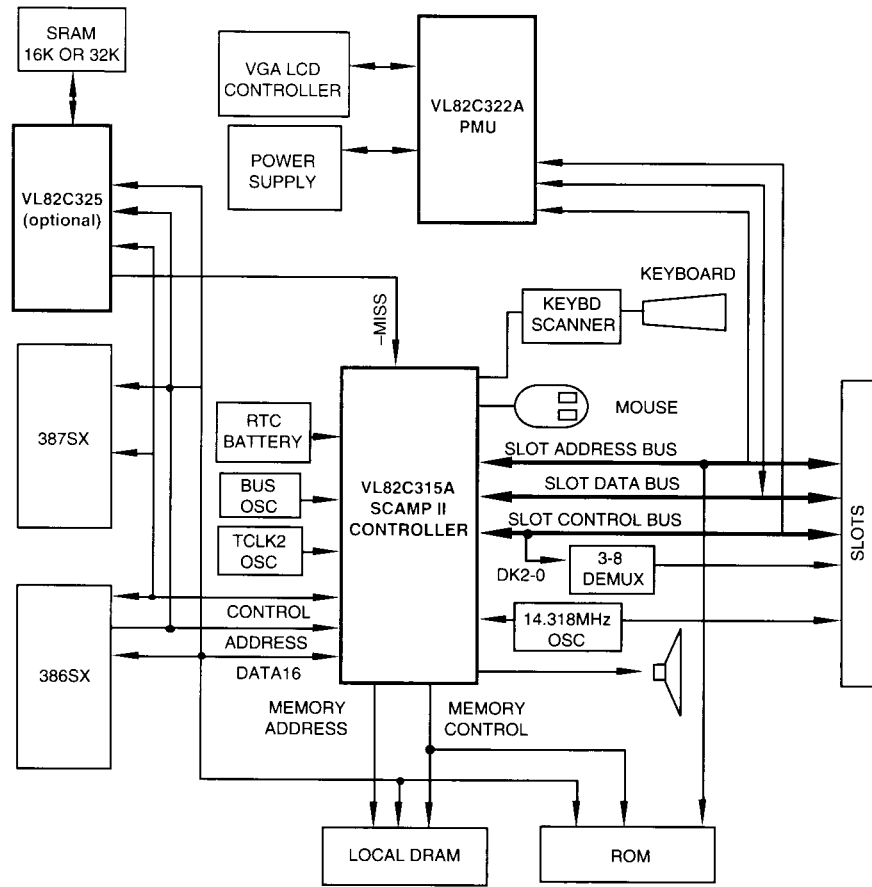 SRAM
16K OR 32K
VGA LCD
CONTROLLER
VL82C322A
PMU
POWER
SUPPLY
VL82C325
(optional)
KEYBOARD
KEYBD
SCANNER
–MISS
387SX
RTC
BATTERY
MOUSE
BUS
OSC
VL82C315A
SCAMP II
CONTROLLER
SLOT ADDRESS BUS
SLOT DATA BUS
SLOT CONTROL BUS
TCLK2
OSC
DK2-0
3-8
DEMUX
SLOTS
CONTROL
ADDRESS
DATA16
14.318MHz
OSC
386SX
MEMORY
ADDRESS
MEMORY
CONTROL
LOCAL DRAM
ROM